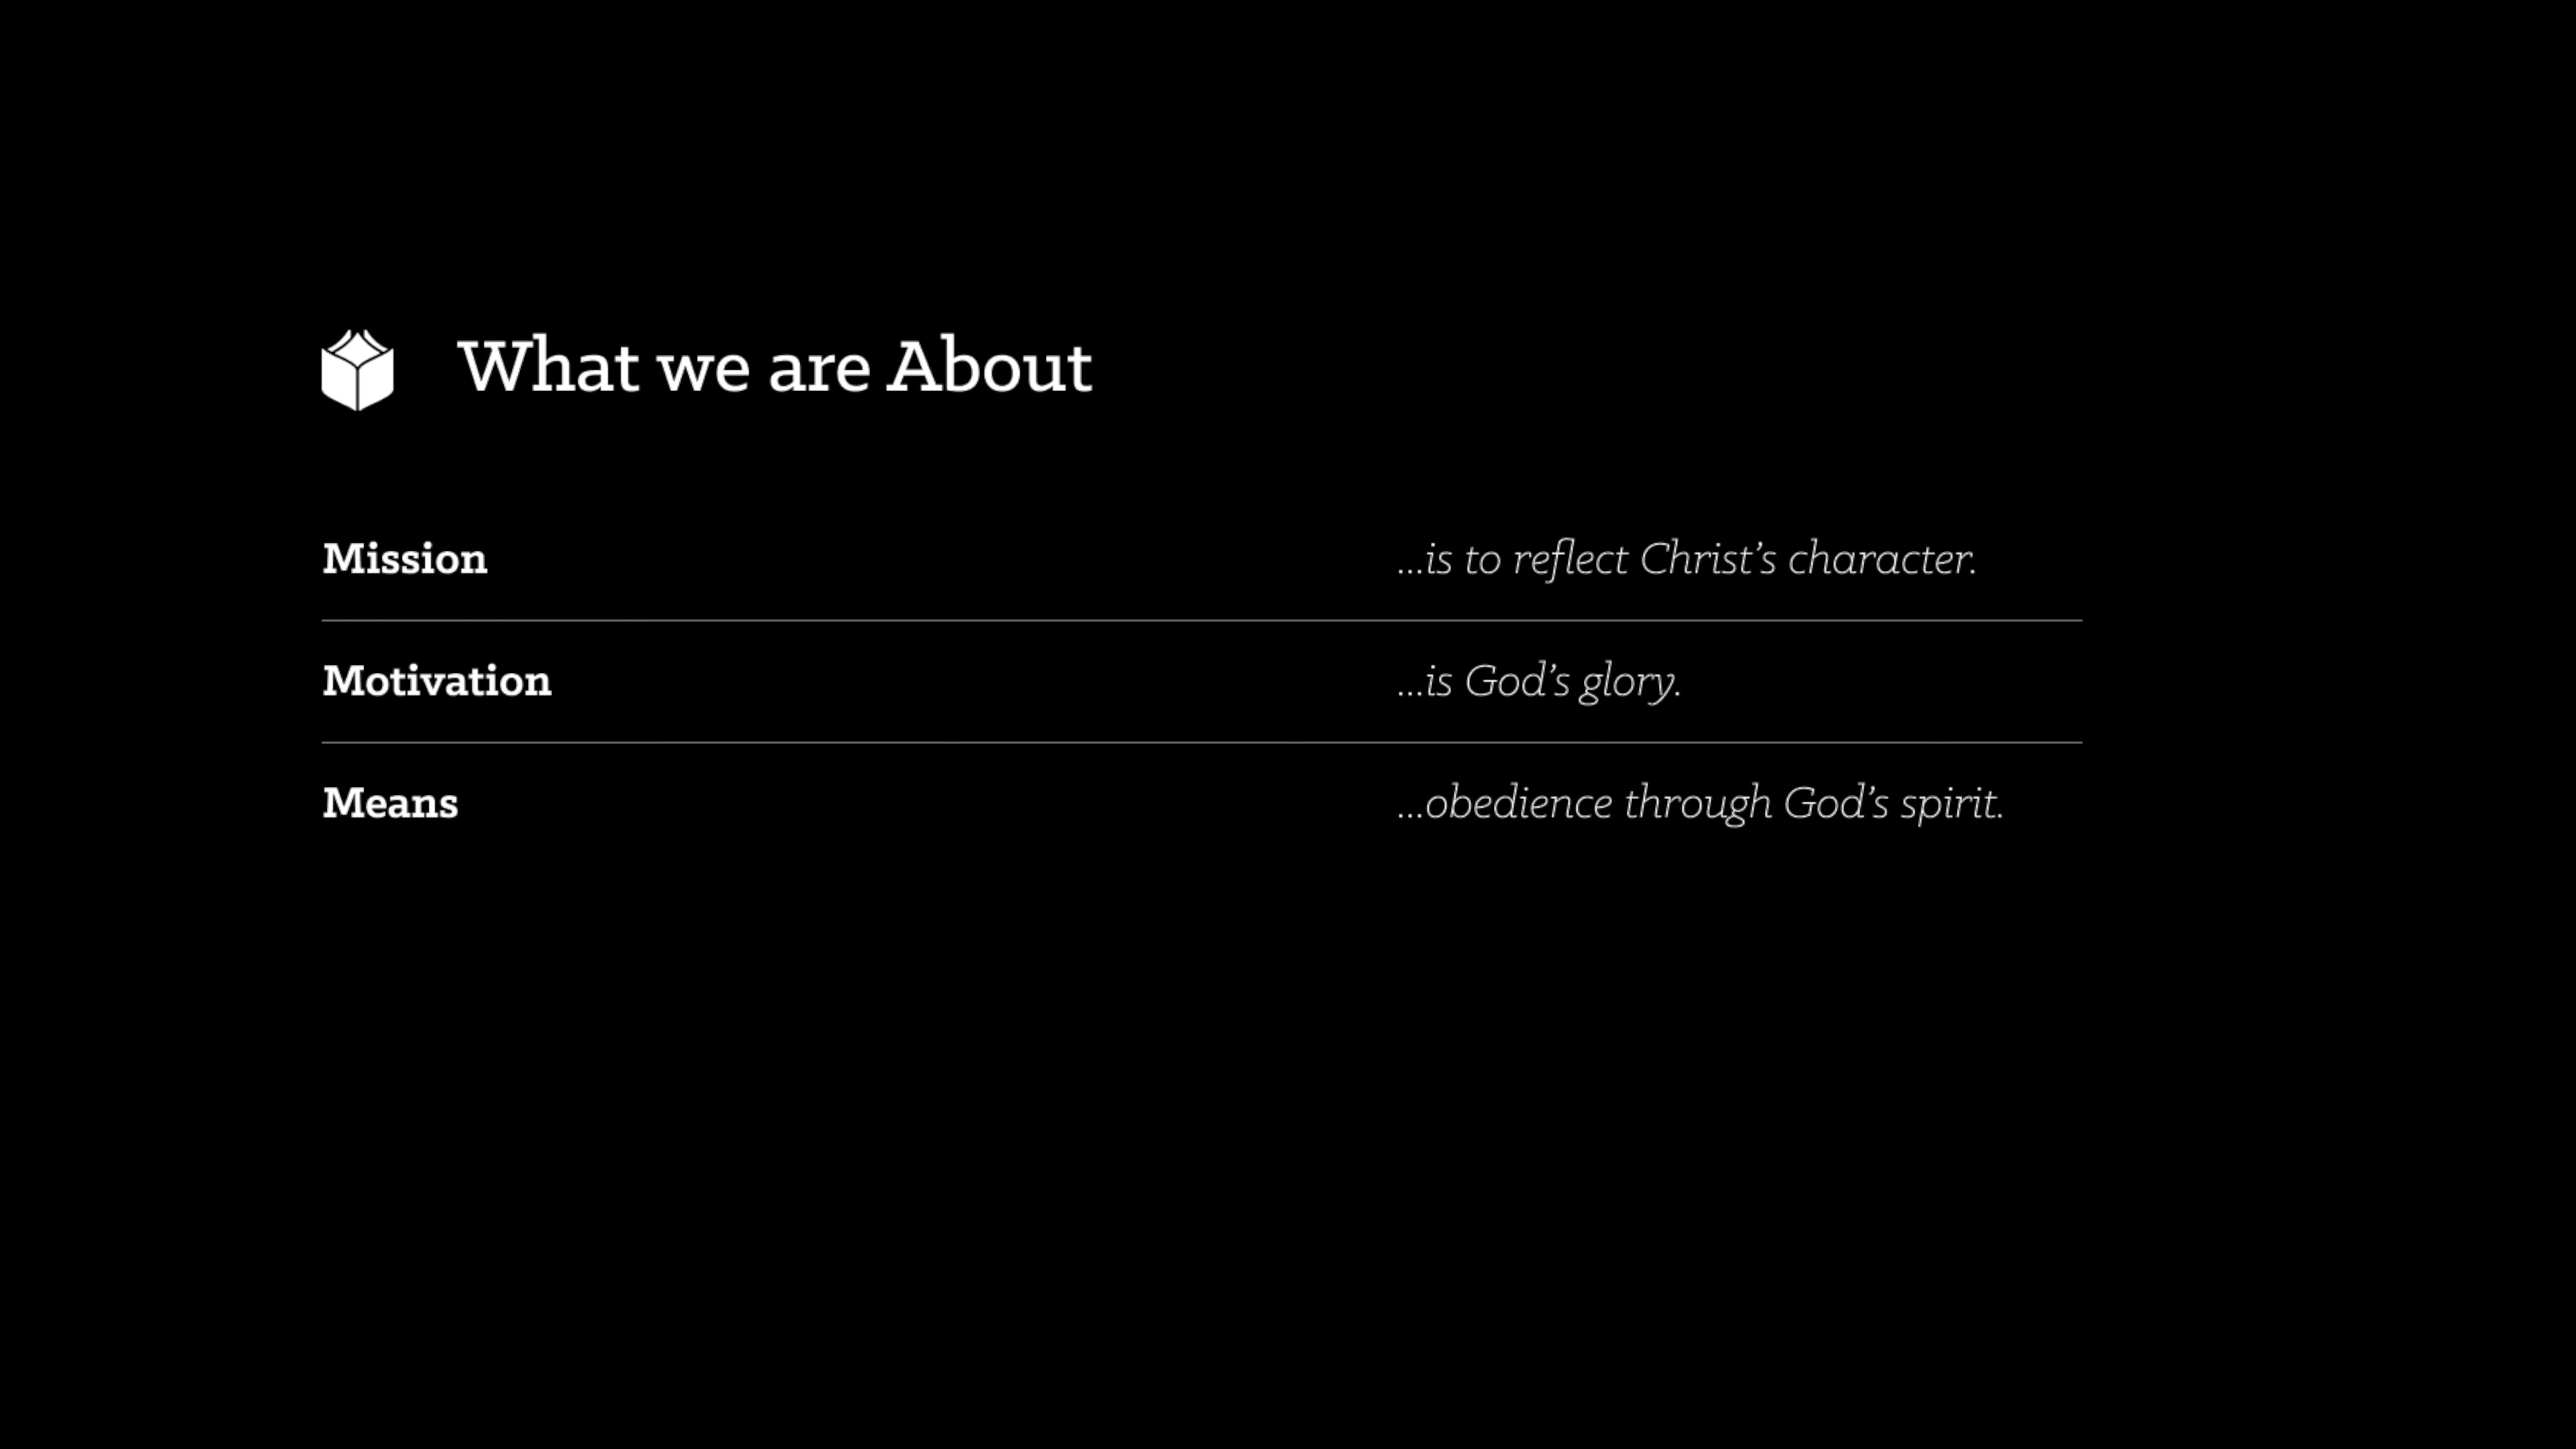 What we are About
Mission …is to reflect Christ’s character.
Motivation …is God’s glory.
Means …obedience through God’s spirit.